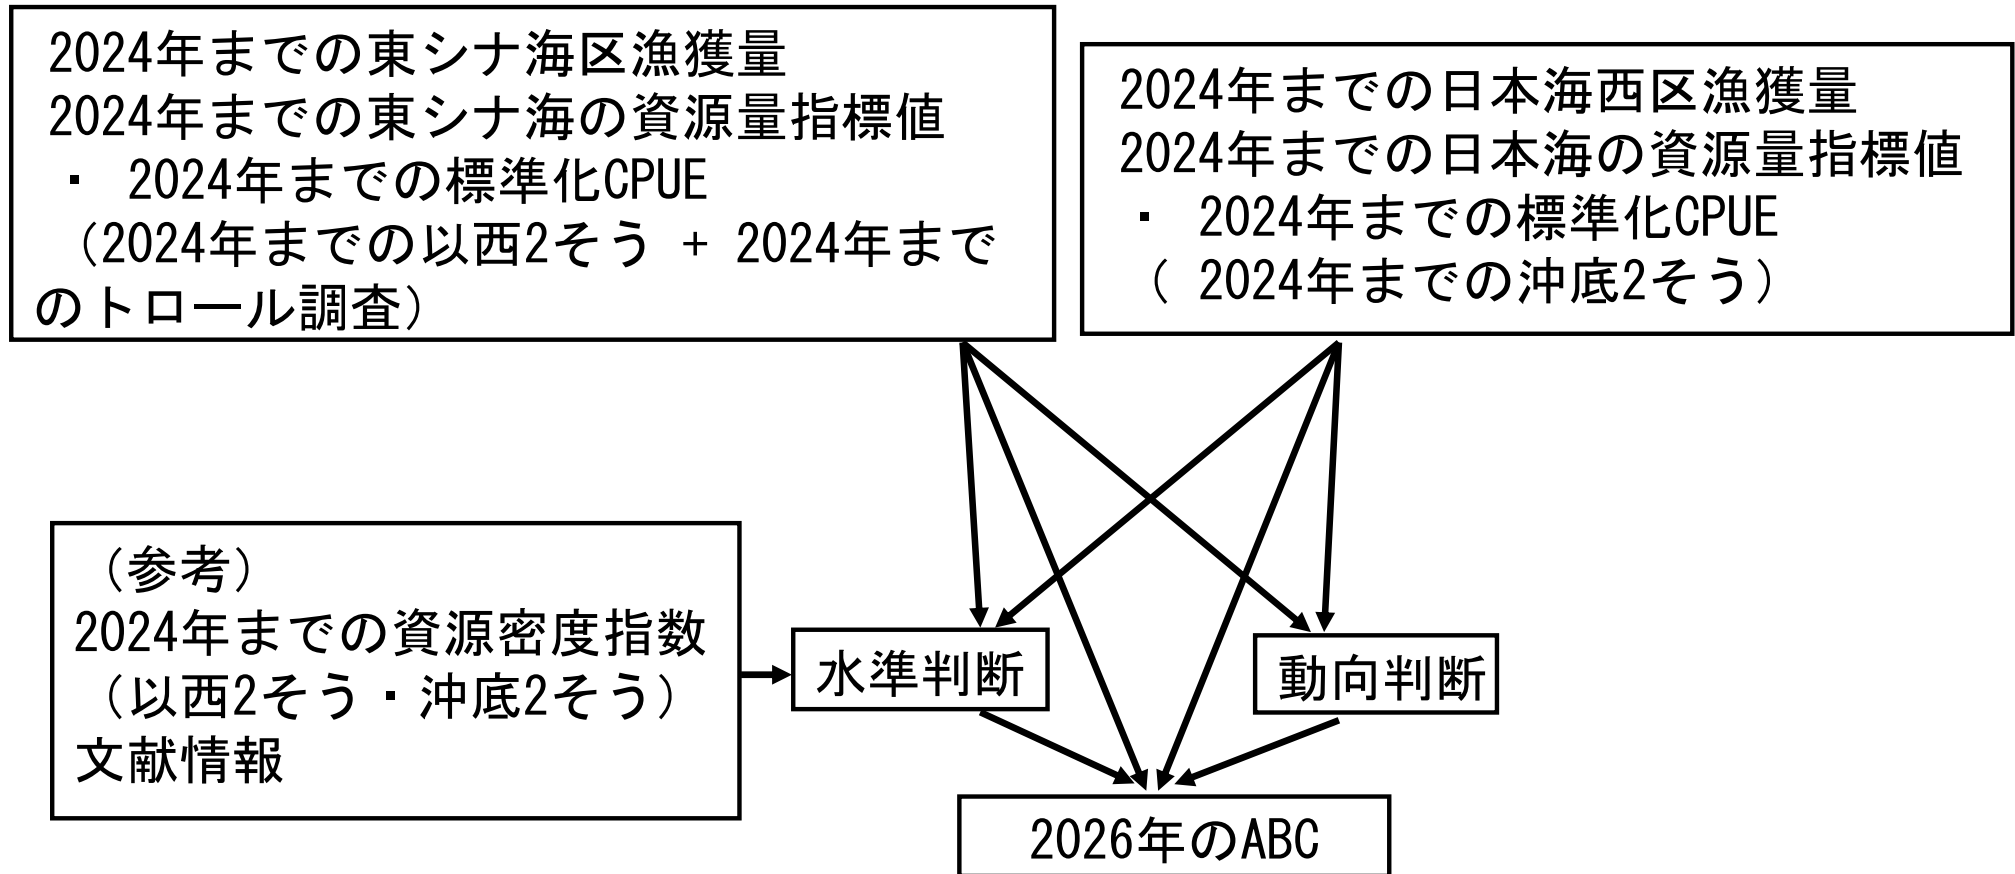 2024年までの東シナ海区漁獲量
2024年までの東シナ海の資源量指標値
・ 2024年までの標準化CPUE
（2024年までの以西2そう + 2024年まで
のトロール調査）
2024年までの日本海西区漁獲量
2024年までの日本海の資源量指標値
・ 2024年までの標準化CPUE
（ 2024年までの沖底2そう）
（参考）
2024年までの資源密度指数
（以西2そう・沖底2そう）
文献情報
水準判断
動向判断
2026年のABC